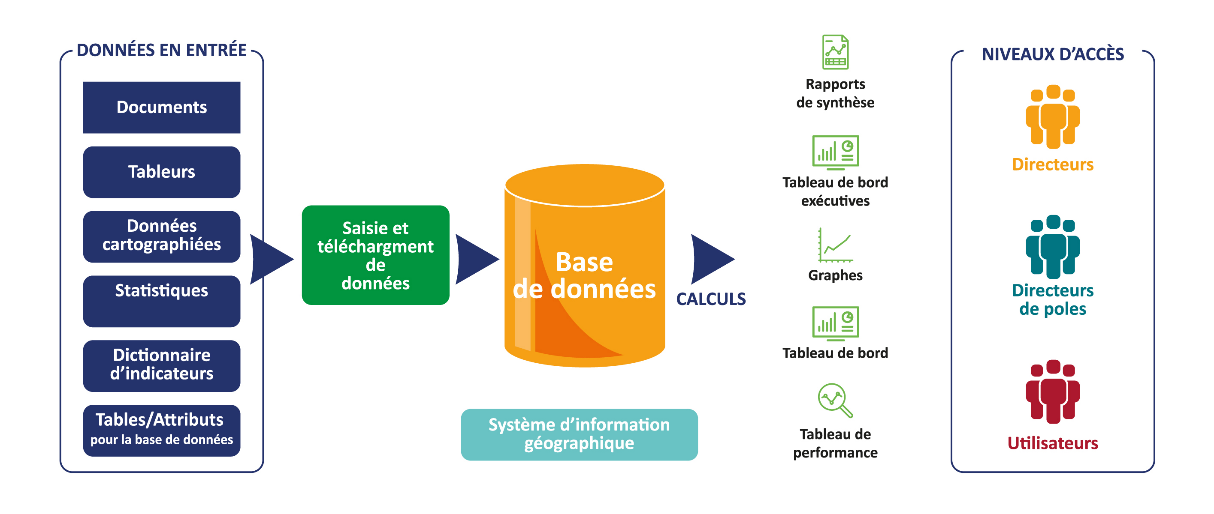 DONNÉES EN ENTRÉE
Documents
Tableurs
Données
cartographiées
Statistiques
Dictionnaire
d'indicateurs
Tables/Attributs
pour la base de données
Saisie et
téléchargment
de
données
Base
de données
Système d'information
géographique
CALCULS
Rapports
de synthèse
Tableau de bord
exécutives
Graphes
Tableau de bord
Tableau de
performance
NIVEAUX D'ACCÈS
Directeurs
Directeurs
de poles
Utilisateurs